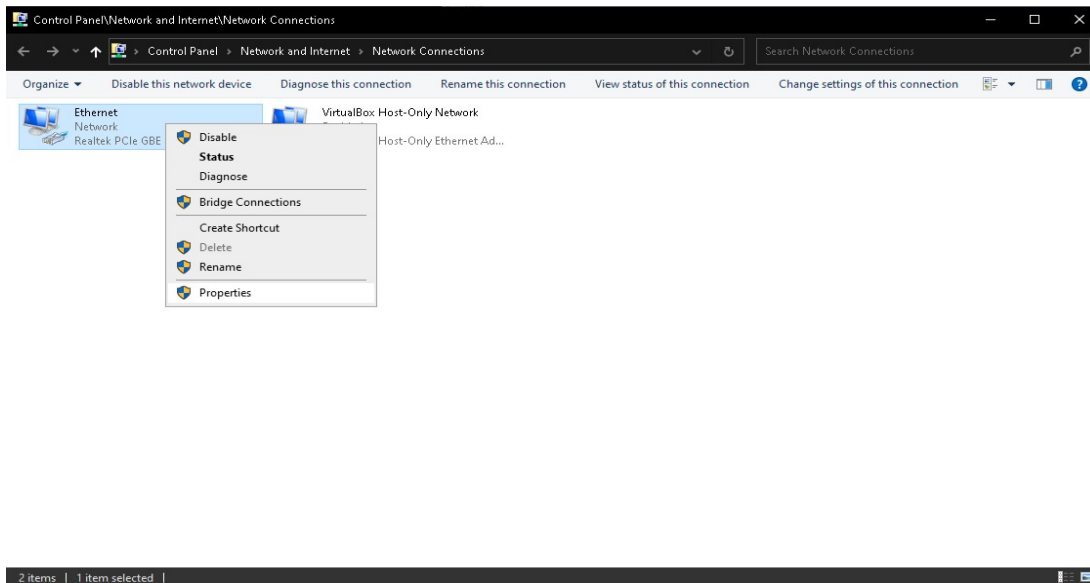 Control Panel\Network and Internet\Network Connections
Control Panel > Network and Internet > Network Connections
Search Network Connections
Organize Disable this network device Diagnose this connection Rename this connection View status of this connection Change settings of this connection
Ethernet
Network
Realtek PCIe GBE
VirtualBox Host-Only Network
Host-Only Ethernet Ad...
Disable
Status
Diagnose
Bridge Connections
Create Shortcut
Delete
Rename
Properties
2 items | 1 item selected |